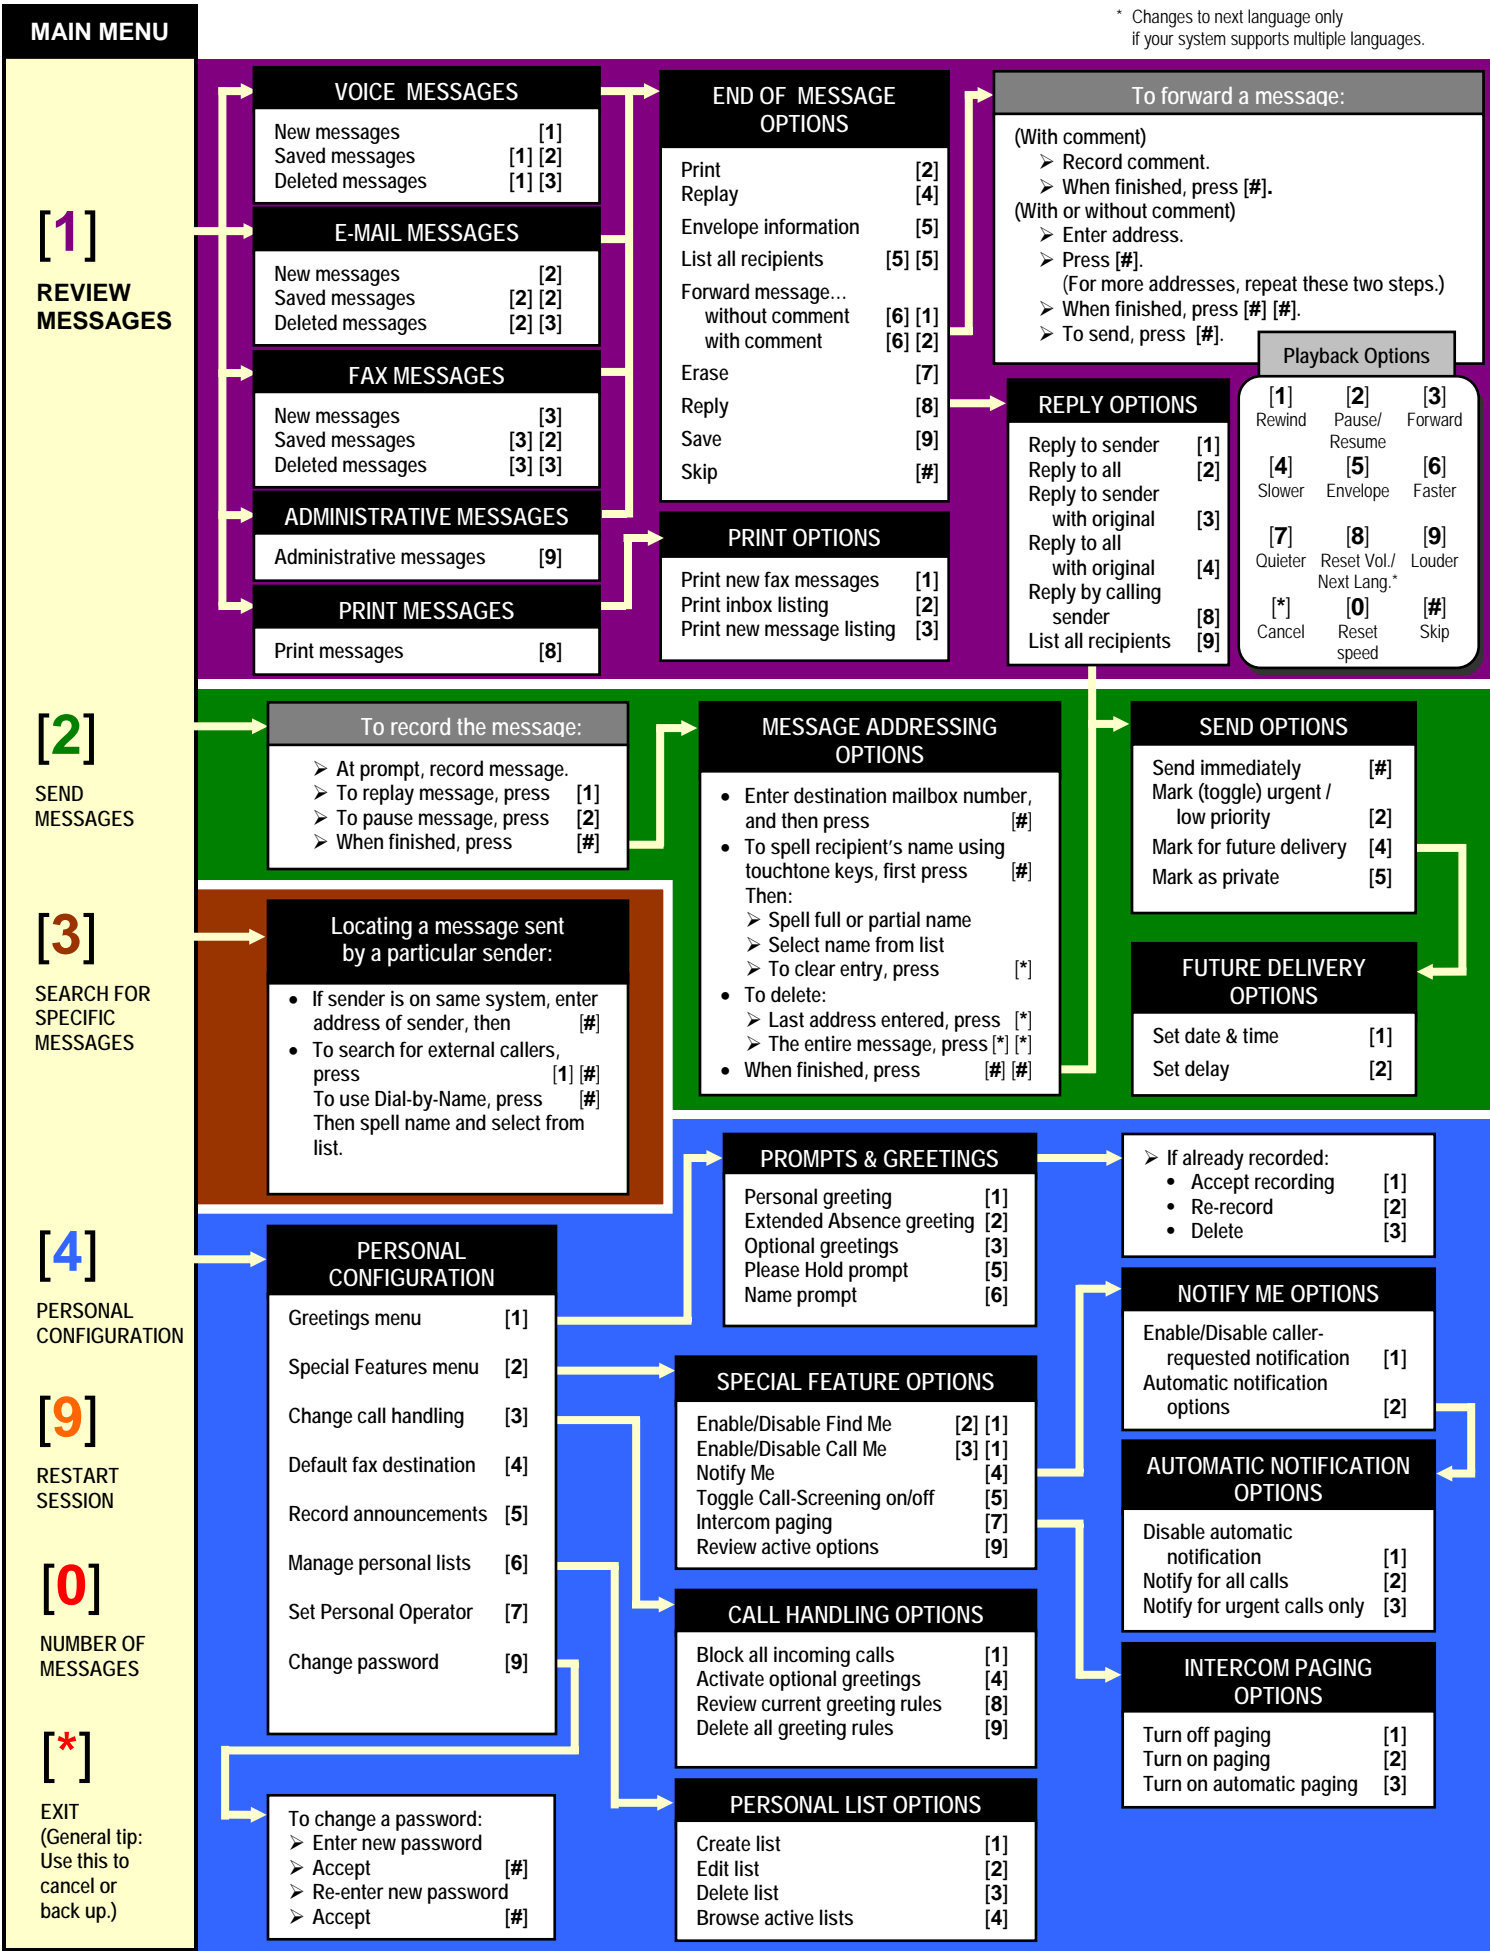 MAIN MENU
* Changes to next language only
if your system supports multiple languages.
[1]
REVIEW
MESSAGES
VOICE MESSAGES
New messages [1]
Saved messages [1] [2]
Deleted messages [1] [3]
E-MAIL MESSAGES
New messages [2]
Saved messages [2] [2]
Deleted messages [2] [3]
FAX MESSAGES
New messages [3]
Saved messages [3] [2]
Deleted messages [3] [3]
ADMINISTRATIVE MESSAGES
Administrative messages [9]
PRINT MESSAGES
Print messages [8]
END OF MESSAGE
OPTIONS
Print [2]
Replay [4]
Envelope information [5]
List all recipients [5] [5]
Forward message…
without comment [6] [1]
with comment [6] [2]
Erase [7]
Reply [8]
Save [9]
Skip [#]
PRINT OPTIONS
Print new fax messages [1]
Print inbox listing [2]
Print new message listing [3]
To forward a message:
(With comment)
➢ Record comment.
➢ When finished, press [#].
(With or without comment)
➢ Enter address.
➢ Press [#].
(For more addresses, repeat these two steps.)
➢ When finished, press [#] [#].
➢ To send, press [#].
REPLY OPTIONS
Reply to sender [1]
Reply to all [2]
Reply to sender
with original [3]
Reply to all
with original [4]
Reply by calling
sender [8]
List all recipients [9]
Playback Options
[1] [2] [3]
Rewind Pause/ Forward
Resume
[4] [5] [6]
Slower Envelope Faster
[7] [8] [9]
Quieter Reset Vol./ Louder
Next Lang.*
[*] [0] [#]
Cancel Reset Skip
speed
[2]
SEND
MESSAGES
To record the message:
➢ At prompt, record message.
➢ To replay message, press [1]
➢ To pause message, press [2]
➢ When finished, press [#]
MESSAGE ADDRESSING
OPTIONS
• Enter destination mailbox number,
and then press [#]
• To spell recipient's name using
touchtone keys, first press [#]
Then:
➢ Spell full or partial name
➢ Select name from list
➢ To clear entry, press [*]
• To delete:
➢ Last address entered, press [*]
➢ The entire message, press [*] [*]
• When finished, press [#] [#]
SEND OPTIONS
Send immediately [#]
Mark (toggle) urgent /
low priority [2]
Mark for future delivery [4]
Mark as private [5]
FUTURE DELIVERY
OPTIONS
Set date & time [1]
Set delay [2]
[3]
SEARCH FOR
SPECIFIC
MESSAGES
Locating a message sent
by a particular sender:
• If sender is on same system, enter
address of sender, then [#]
• To search for external callers,
press [1] [#]
To use Dial-by-Name, press [#]
Then spell name and select from
list.
[4]
PERSONAL
CONFIGURATION
PERSONAL
CONFIGURATION
Greetings menu [1]
Special Features menu [2]
Change call handling [3]
Default fax destination [4]
Record announcements [5]
Manage personal lists [6]
Set Personal Operator [7]
Change password [9]
To change a password:
➢ Enter new password
➢ Accept [#]
➢ Re-enter new password
➢ Accept [#]
PROMPTS & GREETINGS
Personal greeting [1]
Extended Absence greeting [2]
Optional greetings [3]
Please Hold prompt [5]
Name prompt [6]
➢ If already recorded:
• Accept recording [1]
• Re-record [2]
• Delete [3]
SPECIAL FEATURE OPTIONS
Enable/Disable Find Me [2] [1]
Enable/Disable Call Me [3] [1]
Notify Me [4]
Toggle Call-Screening on/off [5]
Intercom paging [7]
Review active options [9]
NOTIFY ME OPTIONS
Enable/Disable caller-
requested notification [1]
Automatic notification
options [2]
AUTOMATIC NOTIFICATION
OPTIONS
Disable automatic
notification [1]
Notify for all calls [2]
Notify for urgent calls only [3]
CALL HANDLING OPTIONS
Block all incoming calls [1]
Activate optional greetings [4]
Review current greeting rules [8]
Delete all greeting rules [9]
INTERCOM PAGING
OPTIONS
Turn off paging [1]
Turn on paging [2]
Turn on automatic paging [3]
PERSONAL LIST OPTIONS
Create list [1]
Edit list [2]
Delete list [3]
Browse active lists [4]
[9]
RESTART
SESSION
[0]
NUMBER OF
MESSAGES
[*]
EXIT
(General tip:
Use this to
cancel or
back up.)